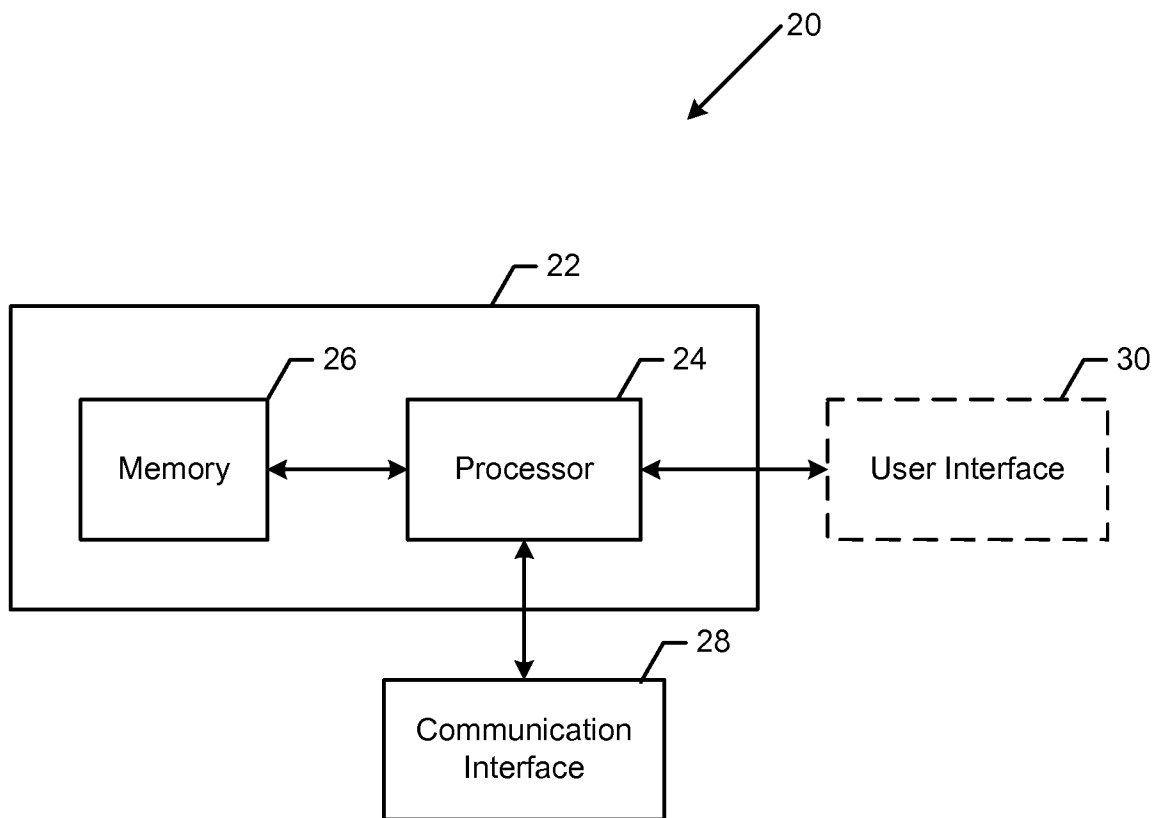 20
22
26
24
30
Memory
Processor
User Interface
28
Communication
Interface